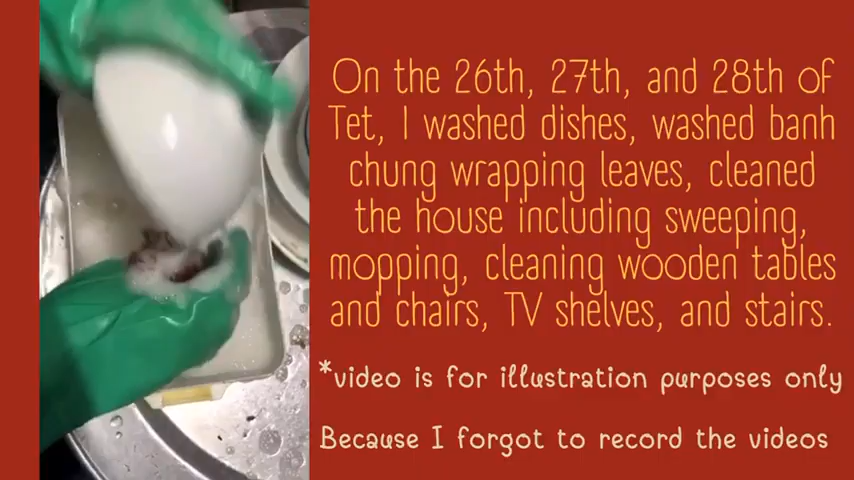 On the 26th, 27th, and 28th of
Tet, I washed dishes, washed banh
chung wrapping leaves, cleaned
the house including sweeping,
mopping, cleaning wooden tables
and chairs, TV shelves, and stairs.
*video is for illustration purposes only
Because I forgot to record the videos